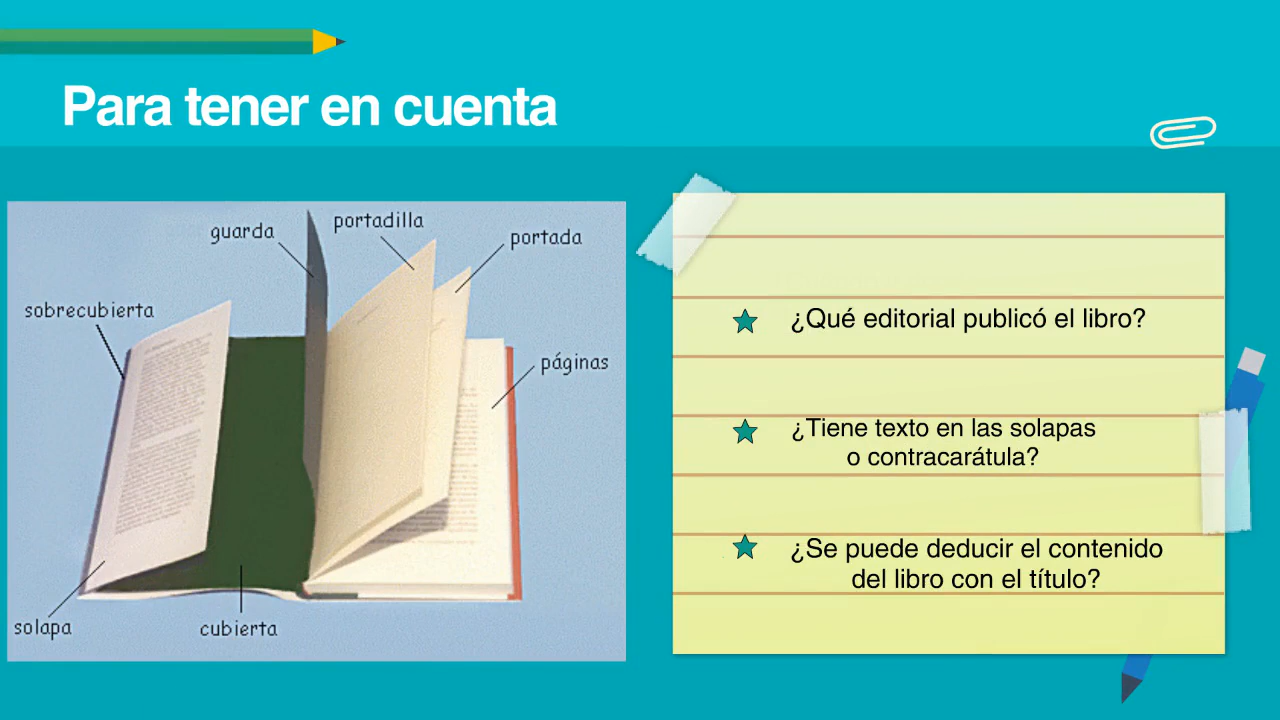 Para tener en cuenta
guarda
portadilla
portada
sobrecubierta
páginas
solapa
cubierta
¿Qué editorial publicó el libro?
¿Tiene texto en las solapas
o contracarátula?
¿Se puede deducir el contenido
del libro con el título?